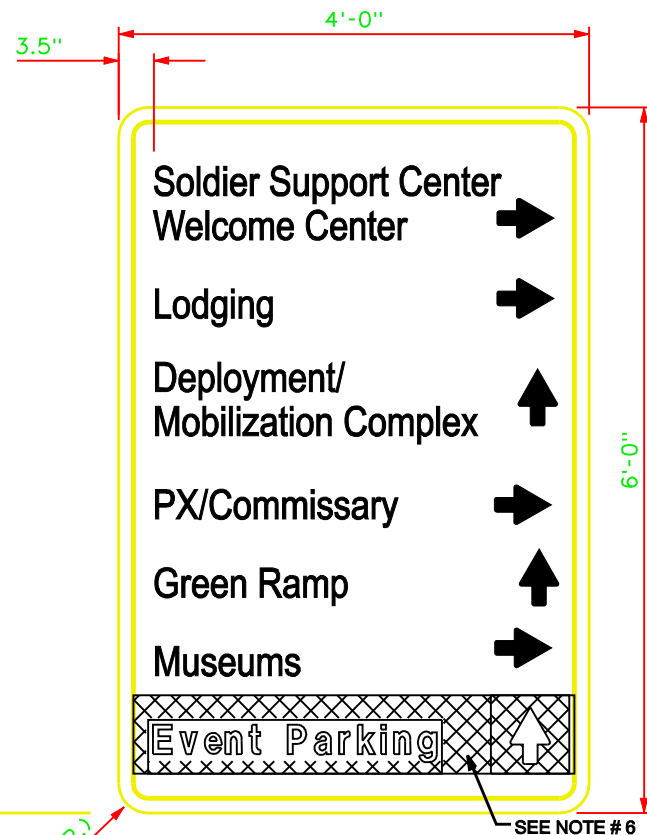 4'-0"
3.5"
Soldier Support Center
Welcome Center
Lodging
Deployment/
Mobilization Complex
6'-0"
PX/Commissary
Green Ramp
Museums
Event Parking
SEE NOTE # 6